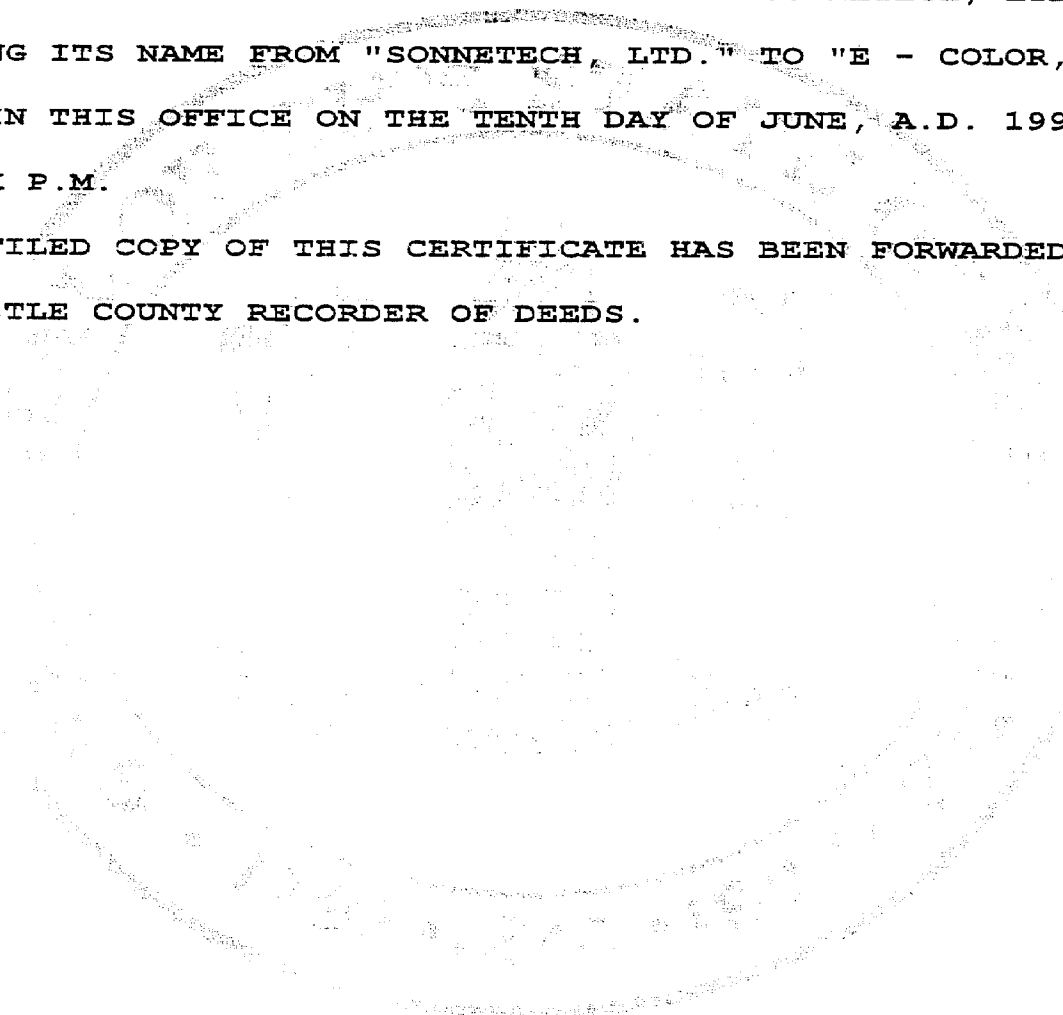 NG ITS NAME FROM "SONNETECH, LTD." TO "E - COLOR,
IN THIS OFFICE ON THE TENTH DAY OF JUNE, A.D. 199
P.M.
FILED COPY OF THIS CERTIFICATE HAS BEEN FORWARDED
TLE COUNTY RECORDER OF DEEDS.